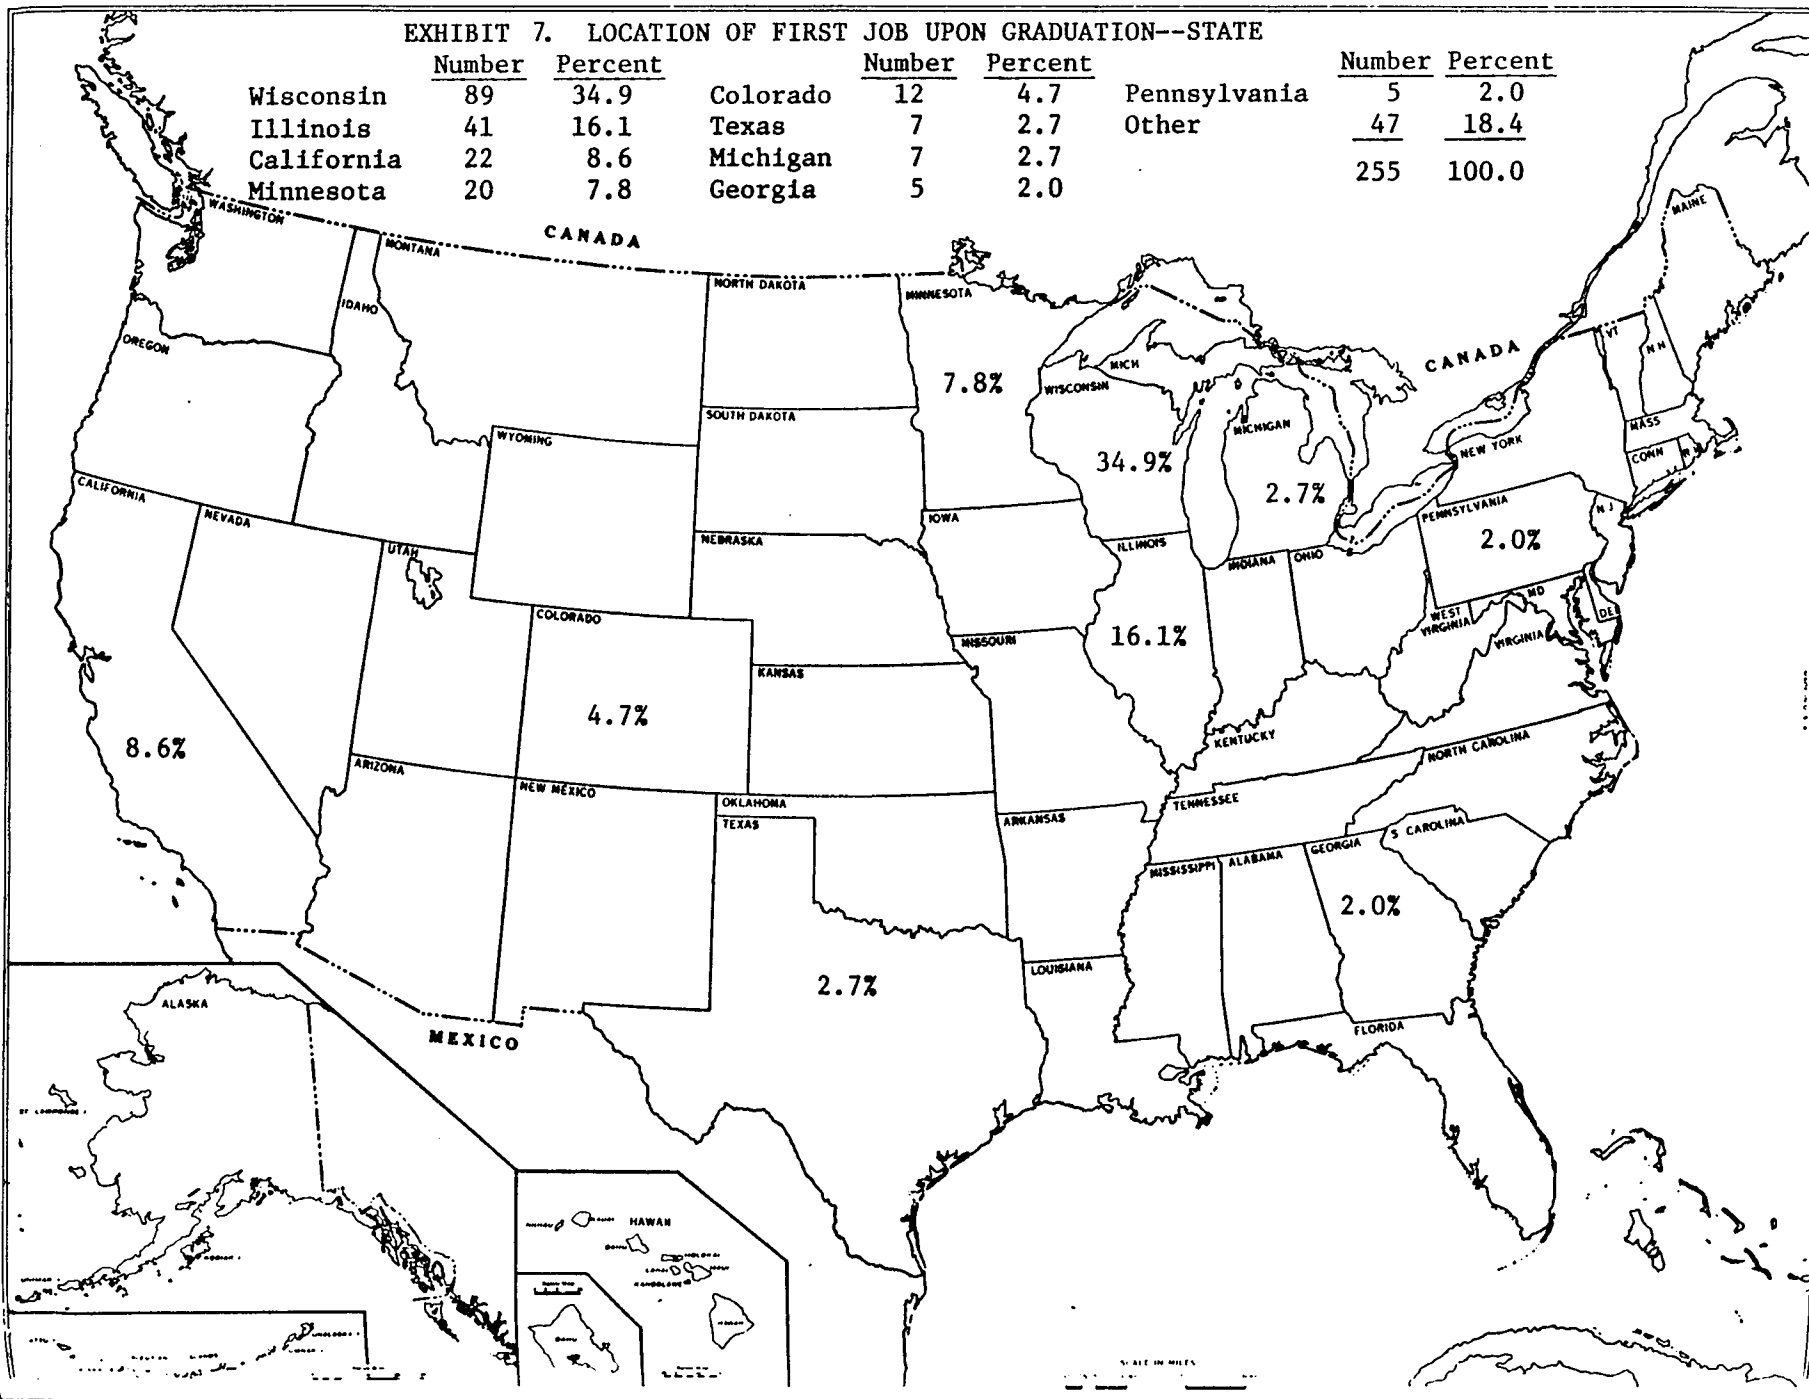 EXHIBIT 7. LOCATION OF FIRST JOB UPON GRADUATION--STATE
Number Percent Number Percent Number Percent
Wisconsin 89 34.9 Colorado 12 4.7 Pennsylvania 5 2.0
Illinois 41 16.1 Texas 7 2.7 Other 47 18.4
California 22 8.6 Michigan 7 2.7 255 100.0
Minnesota 20 7.8 Georgia 5 2.0
WASHINGTON
CANADA
MONTANA
MAINE
NORTH DAKOTA
MINNESOTA
IDAHO
OREGON
VT
NH
CANADA
MICH
7.8%
WISCONSIN
SOUTH DAKOTA
MICHIGAN
MASS
WYOMING
NEW YORK
CONN
34.9%
2.7%
CALIFORNIA
NEVADA
PENNSYLVANIA
NJ
IOWA
2.0%
NEBRASKA
ILLINOIS
UTAH
INDIANA
OHIO
MD
DEL
COLORADO
WEST
VIRGINIA
VIRGINIA
MISSOURI
16.1%
KANSAS
4.7%
8.6%
KENTUCKY
NORTH CAROLINA
ARIZONA
NEW MEXICO
OKLAHOMA
TENNESSEE
TEXAS
ARKANSAS
S CAROLINA
MISSISSIPPI
ALABAMA
GEORGIA
2.0%
LOUISIANA
2.7%
ALASKA
FLORIDA
MEXICO
HAWAII
MOLOKAI
LANAI
MAUI
OAHU
SCALE IN MILES